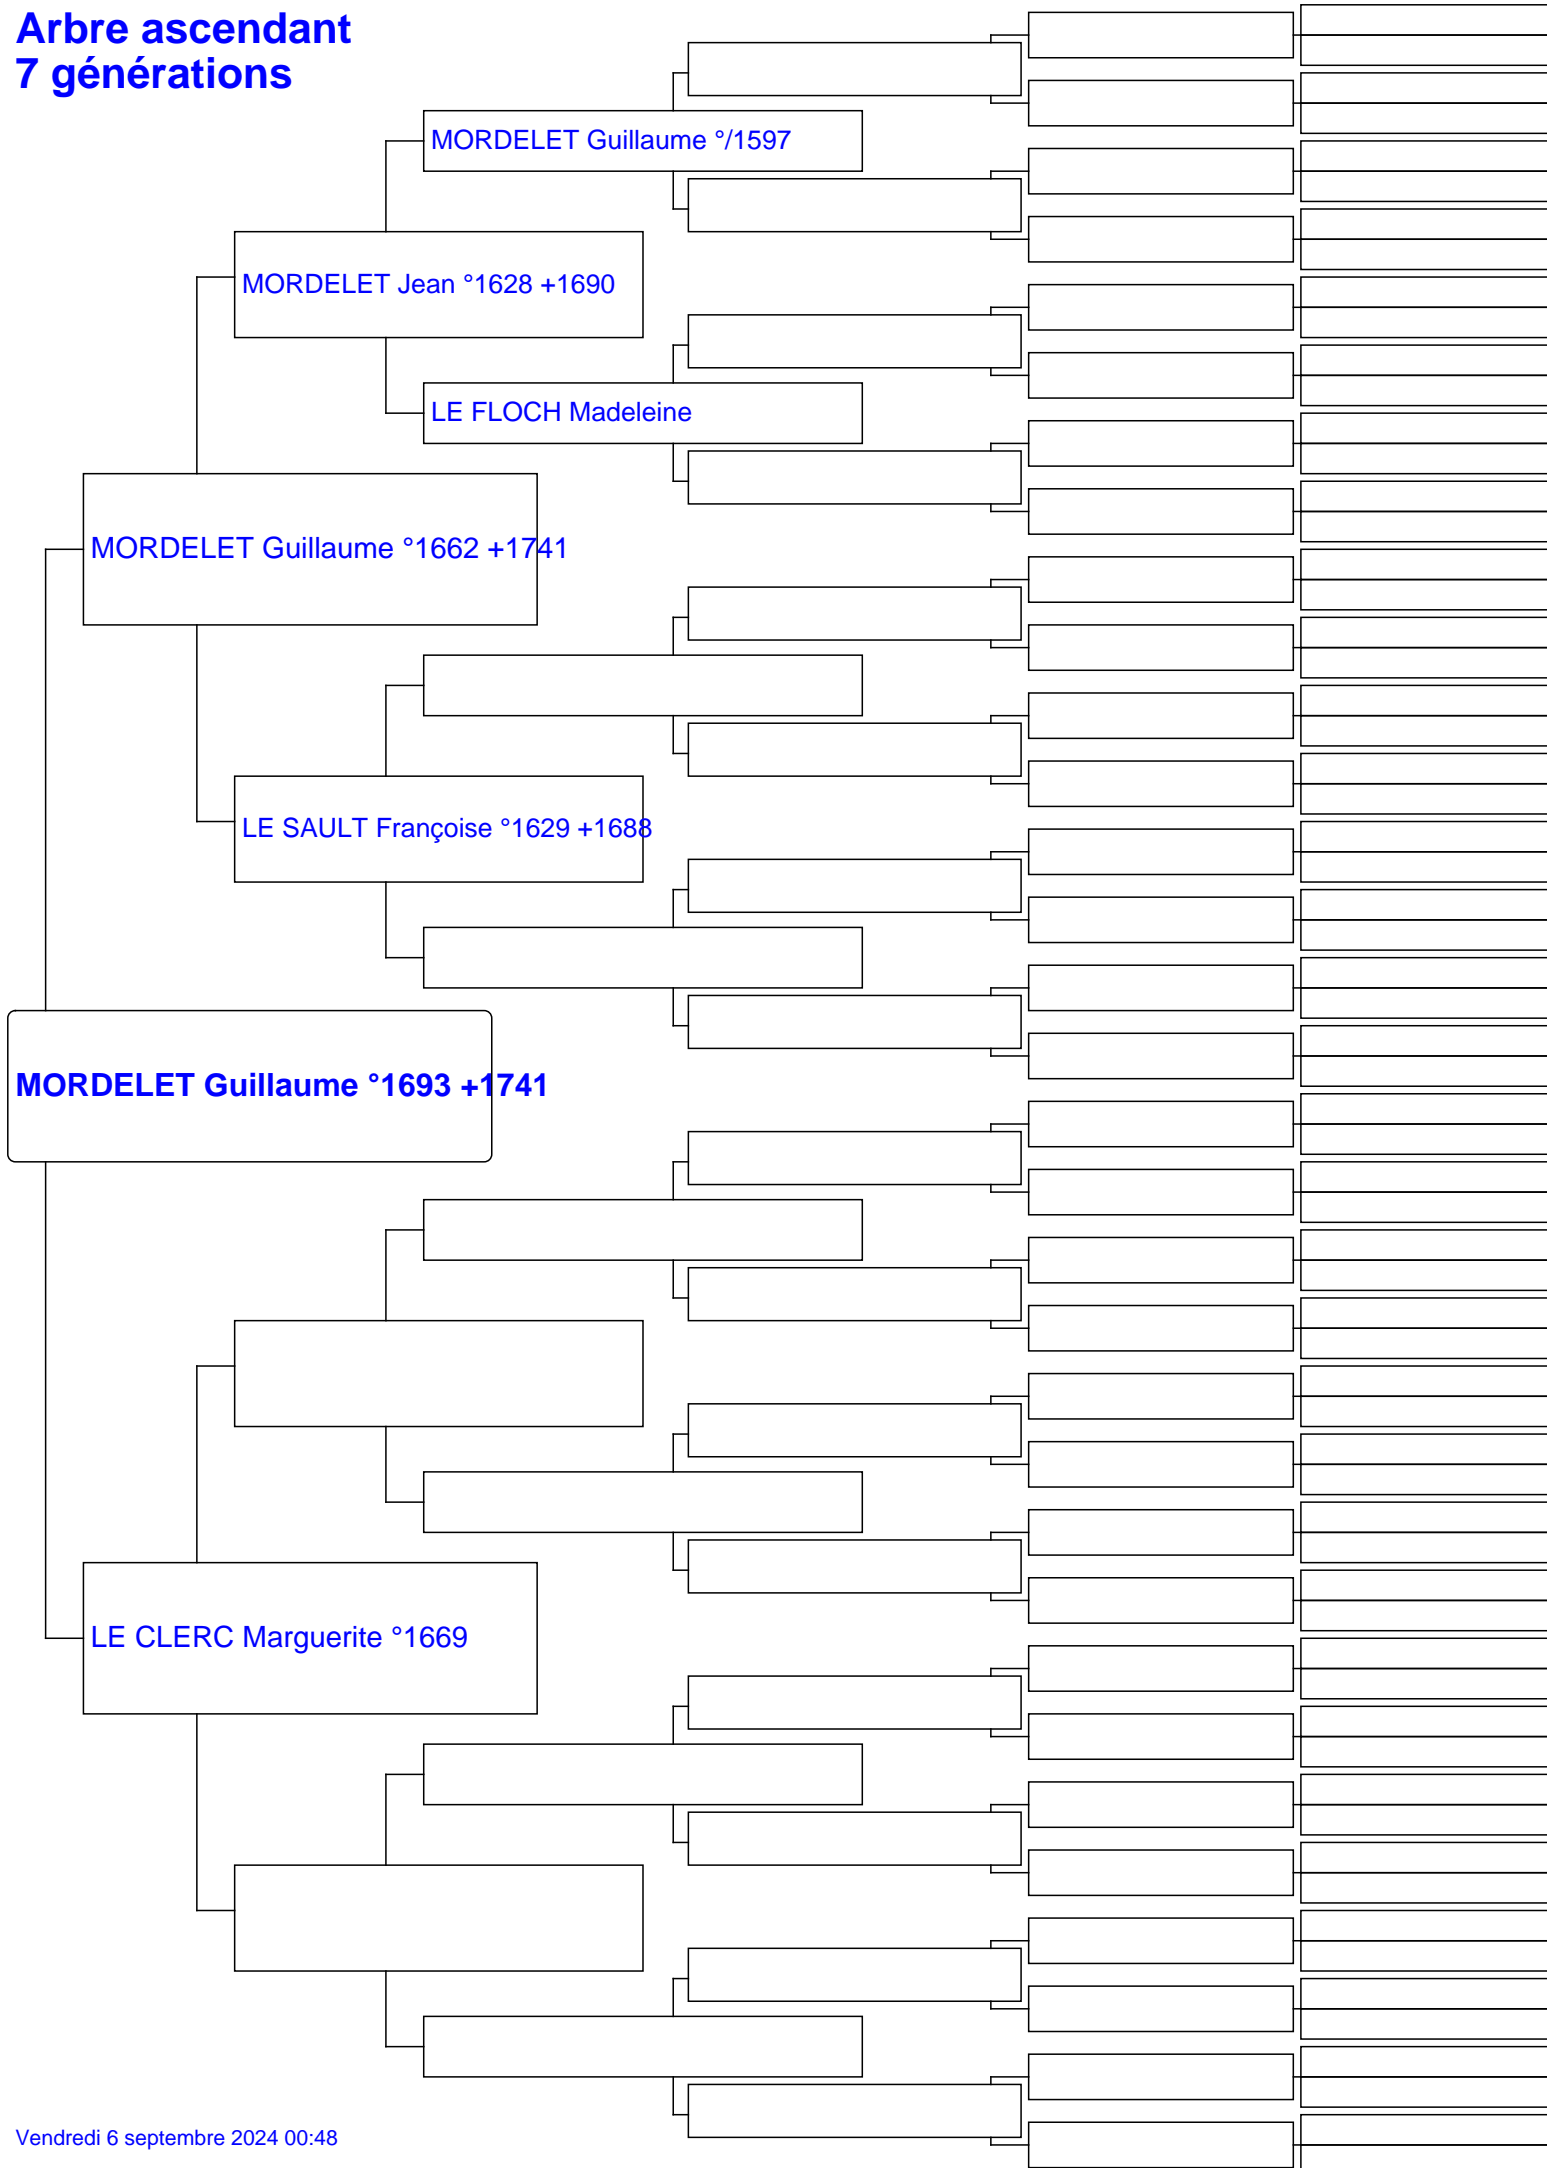 Arbre ascendant
7 générations
MORDELET Guillaume °/1597
MORDELET Jean °1628 +1690
LE FLOCH Madeleine
MORDELET Guillaume °1662 +1741
LE SAULT Françoise °1629 +1688
MORDELET Guillaume °1693 +1741
LE CLERC Marguerite °1669
Vendredi 6 septembre 2024 00:48